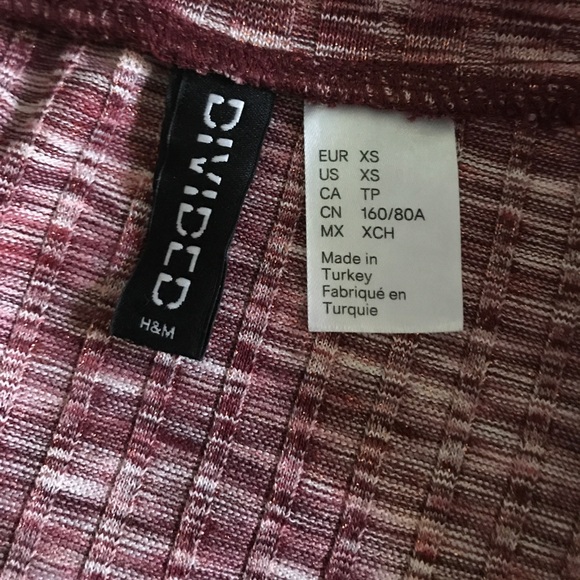 DIVIDED
H&M
EUR XS
US XS
CA TP
CN 160/80A
MX XCH
Made in
Turkey
Fabriqué en
Turquie